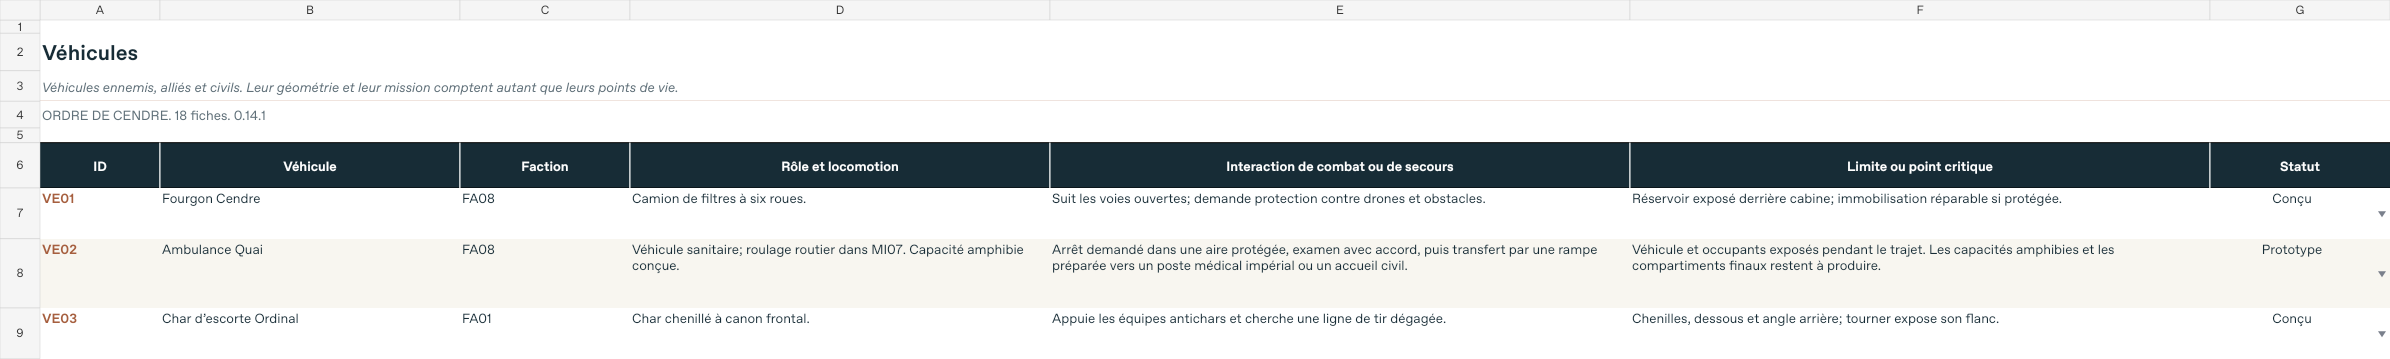 A B C D E F G
1
2 Véhicules
3 Véhicules ennemis, alliés et civils. Leur géométrie et leur mission comptent autant que leurs points de vie.
4 ORDRE DE CENDRE. 18 fiches. 0.14.1
5
6 ID Véhicule Faction Rôle et locomotion Interaction de combat ou de secours Limite ou point critique Statut
7 VE01 Fourgon Cendre FA08 Camion de filtres à six roues. Suit les voies ouvertes; demande protection contre drones et obstacles. Réservoir exposé derrière cabine; immobilisation réparable si protégée. Conçu
8 VE02 Ambulance Quai FA08 Véhicule sanitaire; roulage routier dans MI07. Capacité amphibie
conçue. Arrêt demandé dans une aire protégée, examen avec accord, puis transfert par une rampe
préparée vers un poste médical impérial ou un accueil civil. Véhicule et occupants exposés pendant le trajet. Les capacités amphibies et les
compartiments finaux restent à produire. Prototype
9 VE03 Char d'escorte Ordinal FA01 Char chenillé à canon frontal. Appuie les équipes antichars et cherche une ligne de tir dégagée. Chenilles, dessous et angle arrière; tourner expose son flanc. Conçu